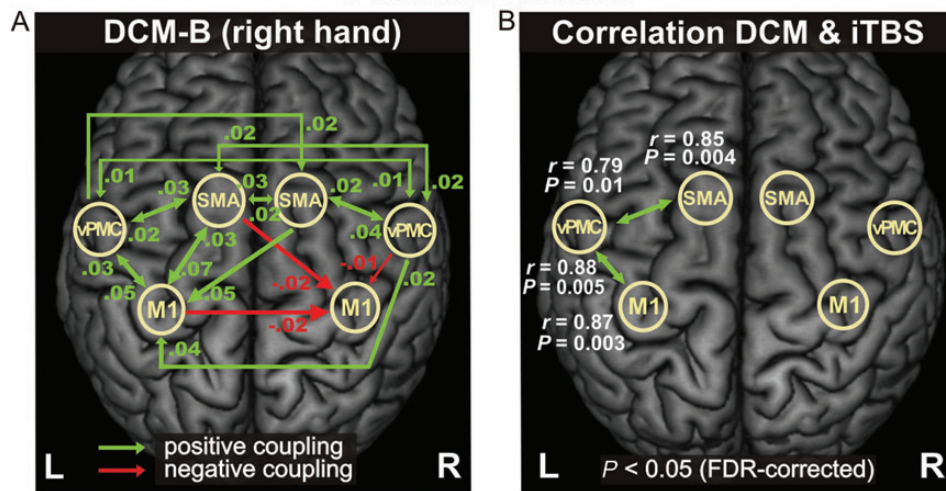 A
DCM-B (right hand)
.02
.02
.01
.03
.03
.02
.01
.02
SMA
SMA
vPMC
.02
.02
.04
vPMC
.03
.03
-.01
.02
.07
-.02
.05
.05
M1
-.02
M1
.04
positive coupling
negative coupling
L
R
B
Correlation DCM & iTBS
r = 0.85
P = 0.004
r = 0.79
P = 0.01
SMA
SMA
vPMC
vPMC
r = 0.88
P = 0.005
M1
M1
r = 0.87
P = 0.003
L
R
P < 0.05 (FDR-corrected)